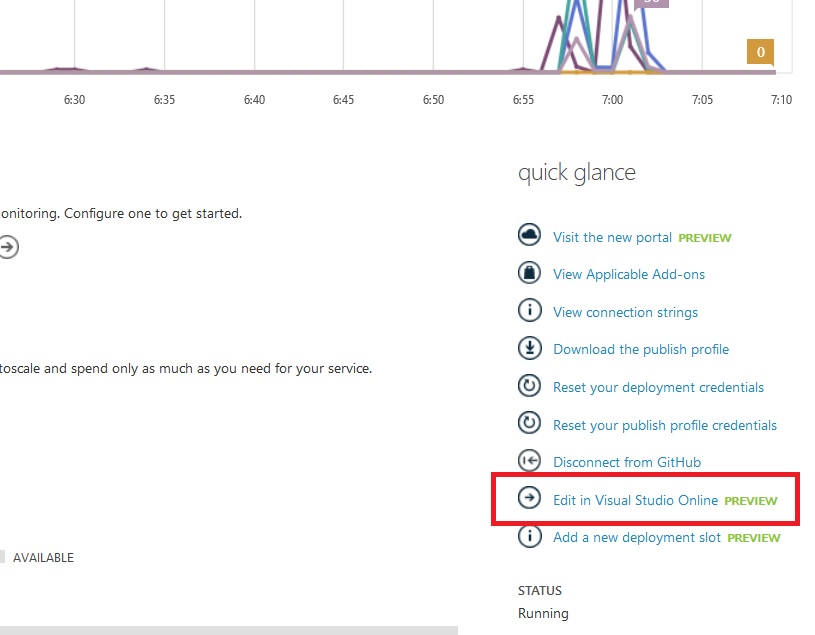 0
6:30 6:35 6:40 6:45 6:50 6:55 7:00 7:05 7:10
quick glance
onitoring. Configure one to get started.
Visit the new portal PREVIEW
View Applicable Add-ons
View connection strings
Download the publish profile
toscale and spend only as much as you need for your service.
Reset your deployment credentials
Reset your publish profile credentials
Disconnect from GitHub
Edit in Visual Studio Online PREVIEW
Add a new deployment slot PREVIEW
AVAILABLE
STATUS
Running